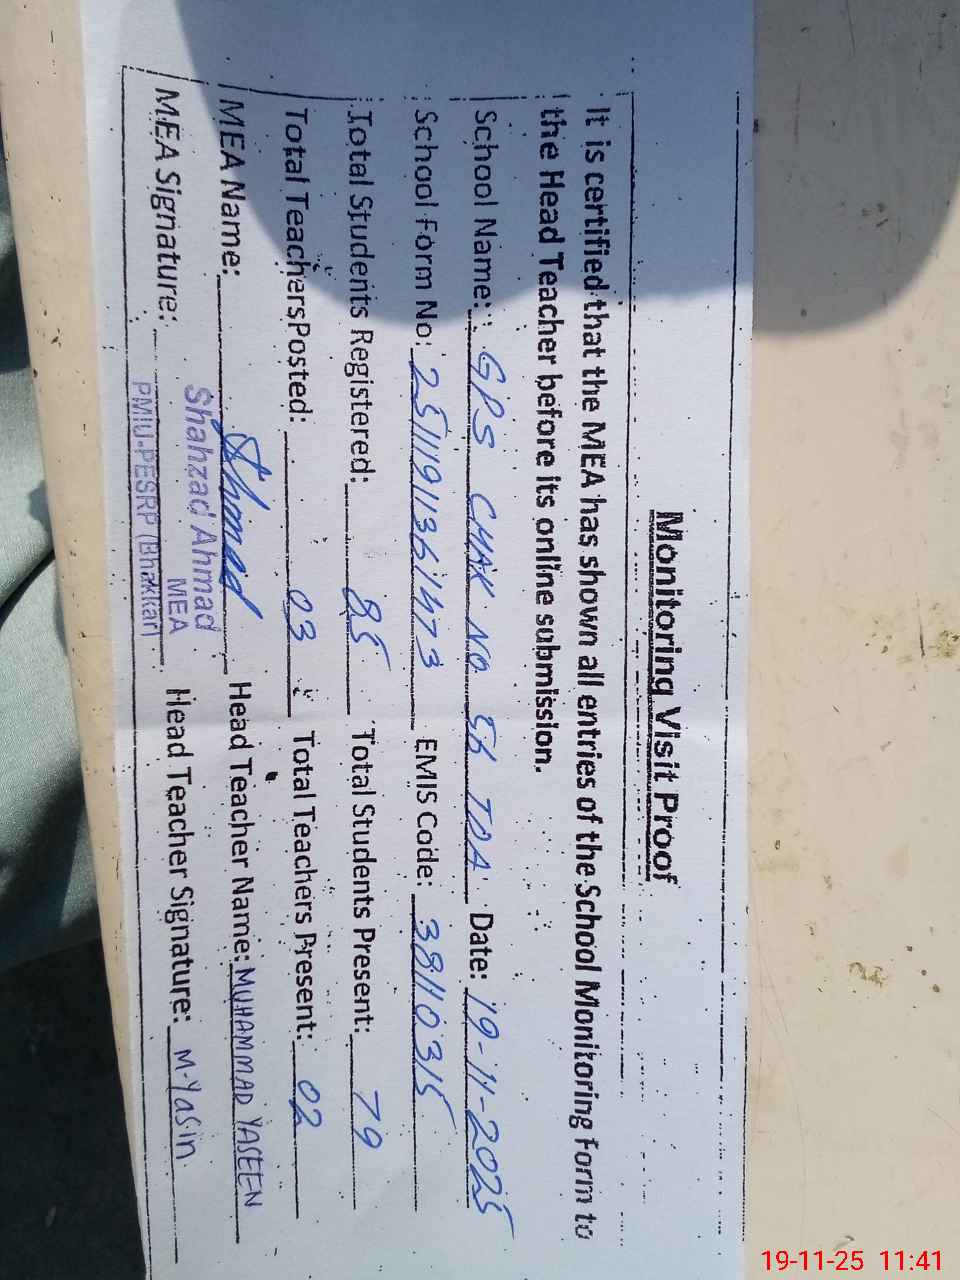 Monitoring Visit Proof
It is certified that the MEA has shown all entries of the School Monitoring Form to
the Head Teacher before its online submission.
School Name: GPS CHAK NO 56 TDA Date: 19-11-2025
School Form No: 25111911361473 EMIS Code: 38110315
Total Students Registered: 85 Total Students Present: 79
Total Teachers Posted: 03 Total Teachers Present: 02
MEA Name: Head Teacher Name: MUHAMMAD YASEEN
MEA Signature: Head Teacher Signature: M-Yasin
Shahzad Ahmad
MEA
PMIU-PESRP (Bhakkar)
19-11-25 11:41